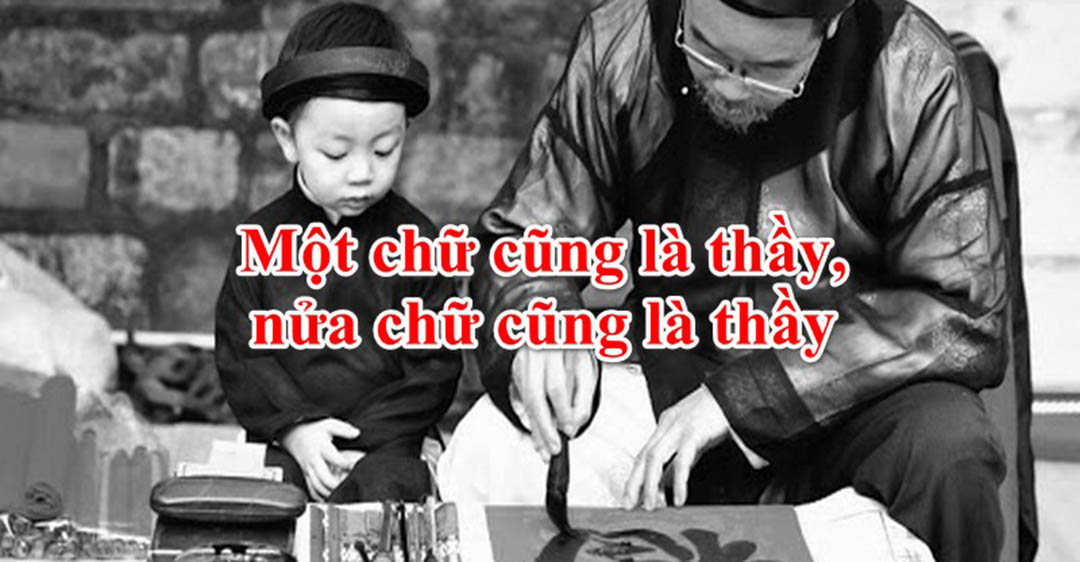 Một chữ cũng là thầy,
nửa chữ cũng là thầy